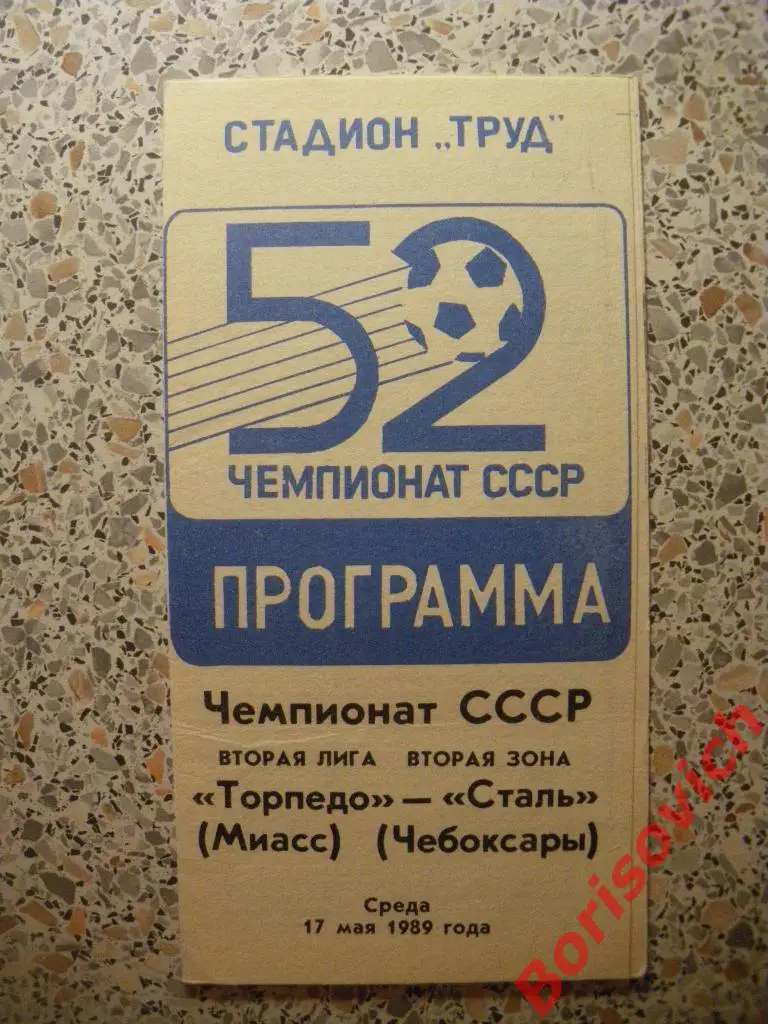 СТАДИОН „ТРУД"
52
ЧЕМПИОНАТ СССР
ПРОГРАММА
Чемпионат СССР
ВТОРАЯ ЛИГА ВТОРАЯ ЗОНА
«Торпедо» — «Сталь»
(Миасс) (Чебоксары)
Среда
17 мая 1989 года
Borisovich